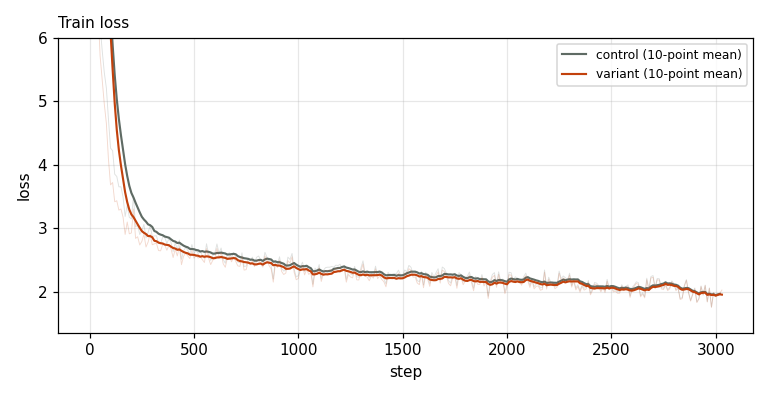 Train loss
control (10-point mean)
variant (10-point mean)
6
5
4
3
2
loss
0
500
1000
1500
2000
2500
3000
step